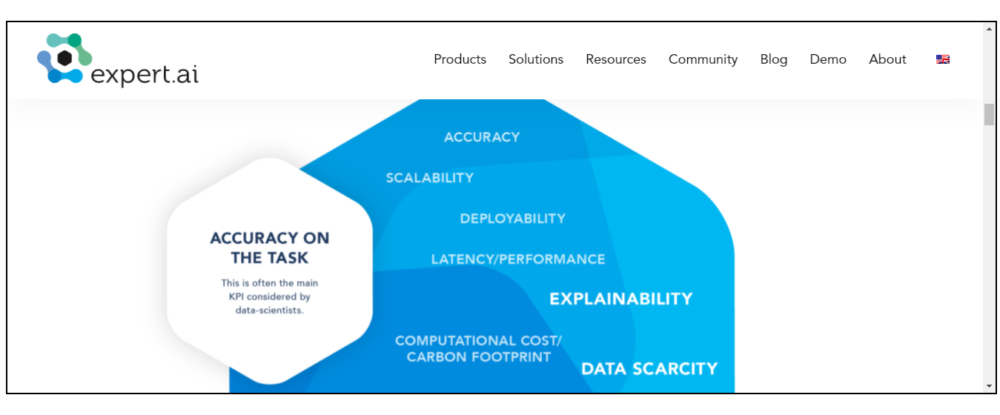 expert.ai
Products Solutions Resources Community Blog Demo About
ACCURACY
SCALABILITY
DEPLOYABILITY
LATENCY/PERFORMANCE
EXPLAINABILITY
COMPUTATIONAL COST/
CARBON FOOTPRINT
DATA SCARCITY
ACCURACY ON
THE TASK
This is often the main
KPI considered by
data-scientists.